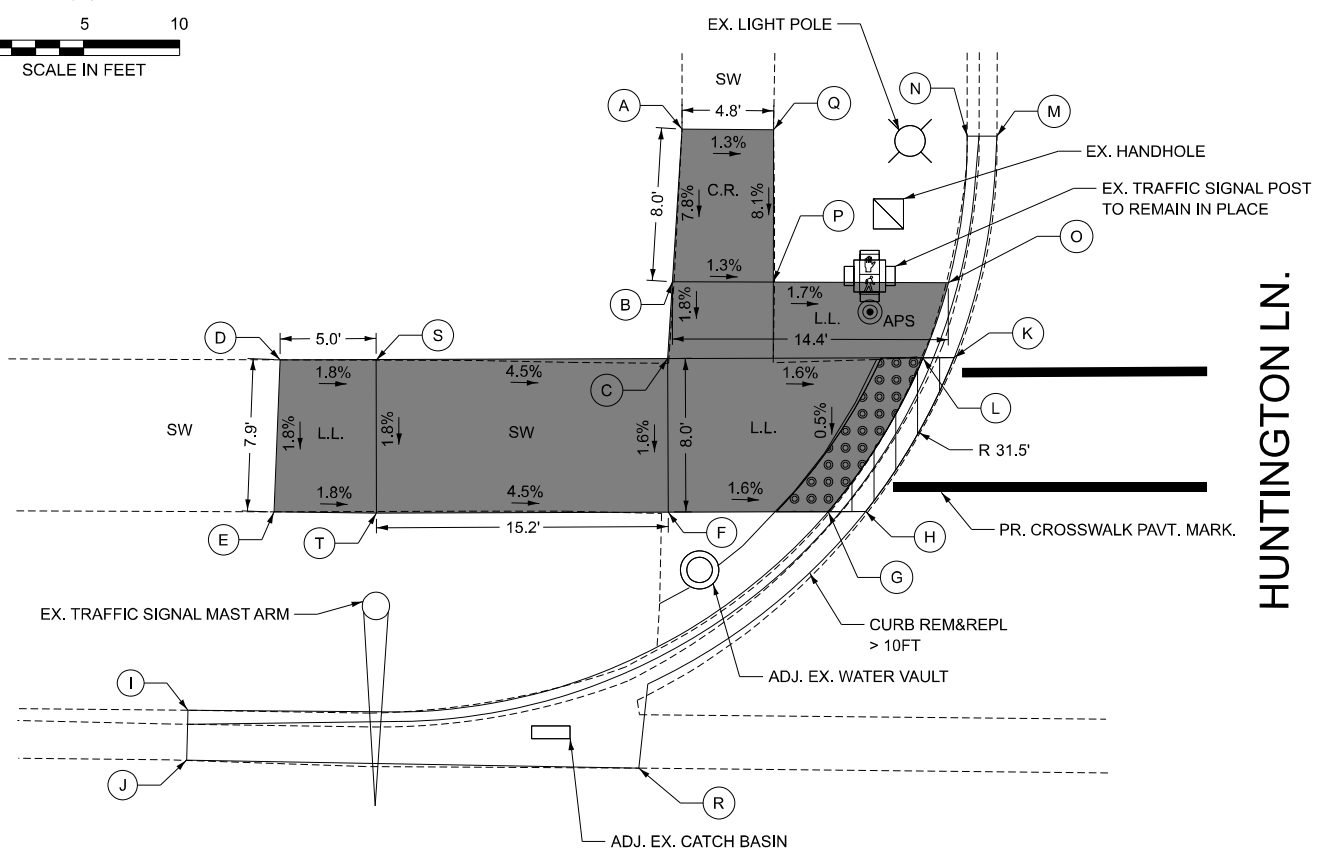 5 10
SCALE IN FEET
EX. LIGHT POLE
SW
A
4.8'
Q
N
M
1.3%
EX. HANDHOLE
8.0'
7.8%
C.R.
8.1%
EX. TRAFFIC SIGNAL POST
TO REMAIN IN PLACE
P
O
1.3%
B
1.8%
1.7%
L.L.
APS
14.4'
D
5.0'
S
K
1.8%
4.5%
C
1.6%
L
SW
7.9'
1.8%
L.L.
1.8%
SW
1.6%
8.0'
L.L.
0.5%
R 31.5'
1.8%
4.5%
1.6%
E
T
15.2'
F
H
PR. CROSSWALK PAVT. MARK.
G
HUNTINGTON LN.
EX. TRAFFIC SIGNAL MAST ARM
CURB REM&REPL
> 10FT
ADJ. EX. WATER VAULT
I
J
R
ADJ. EX. CATCH BASIN